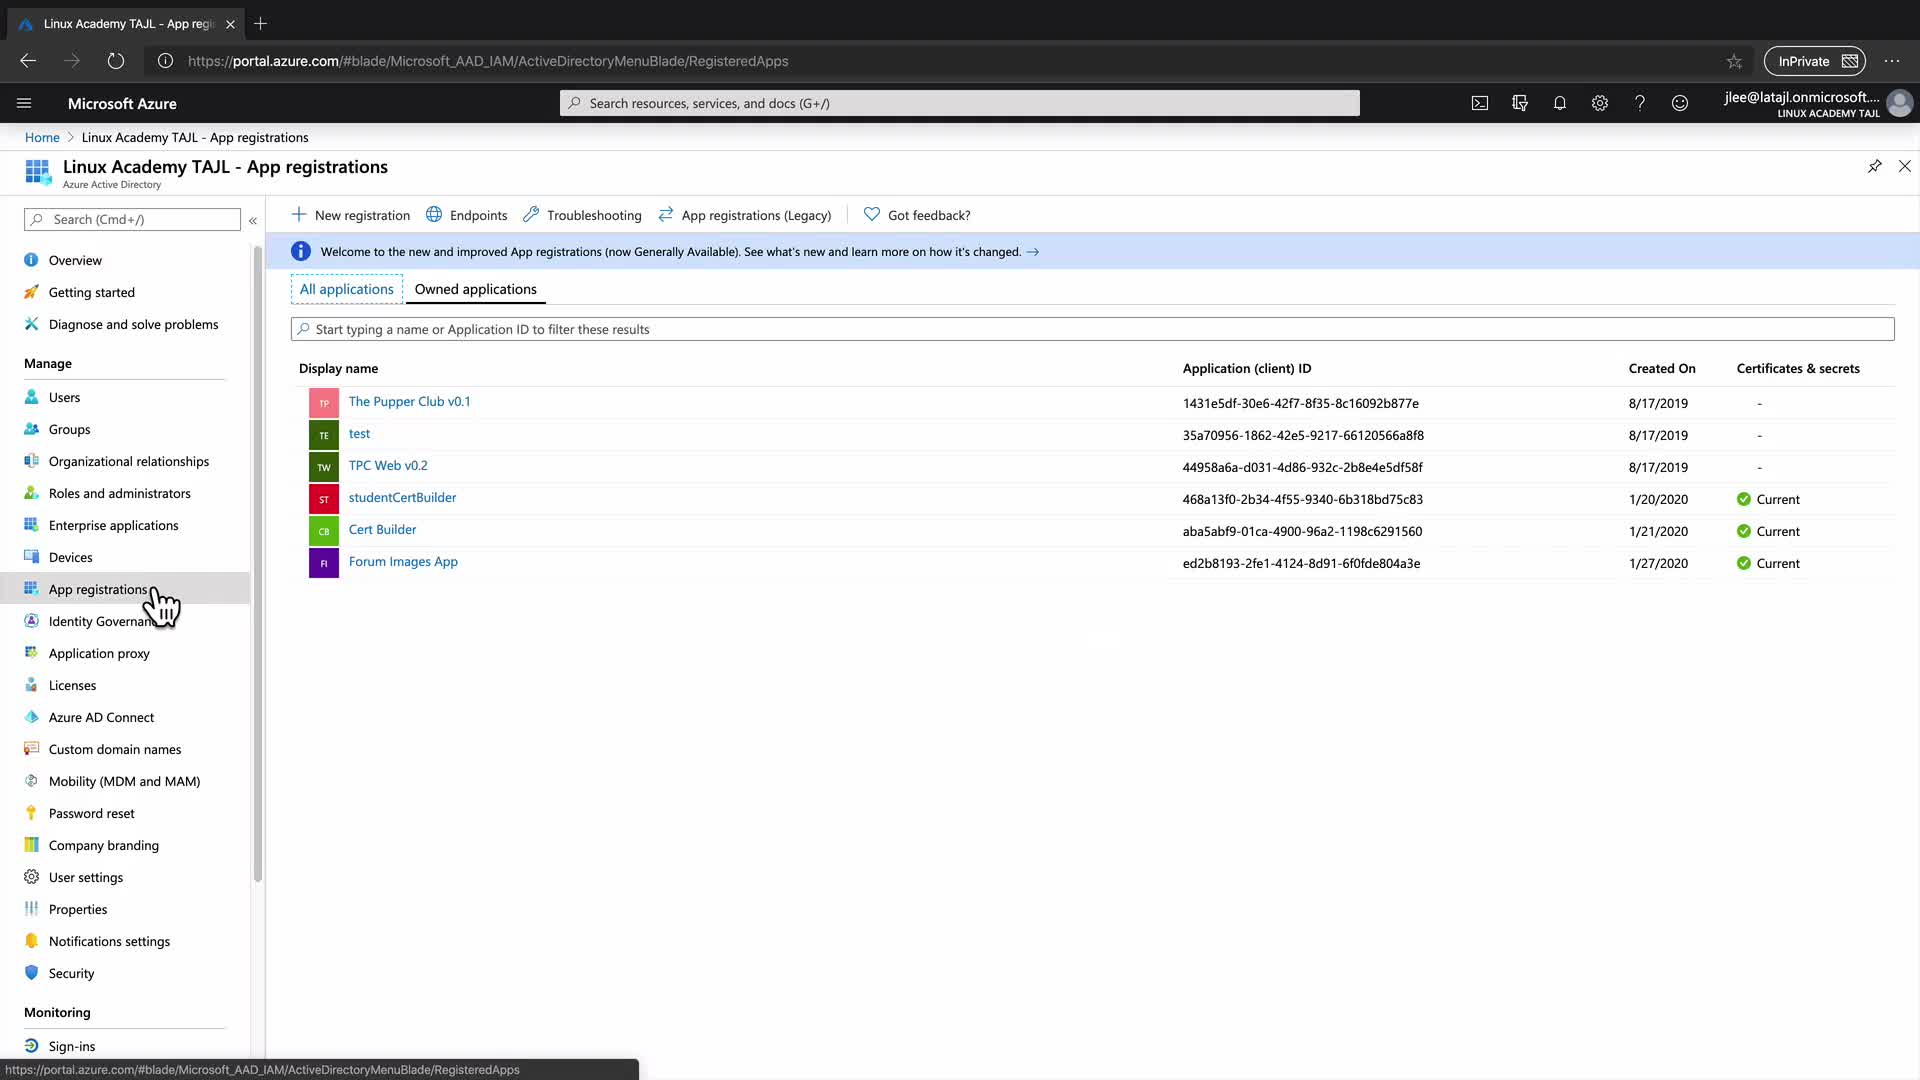 Linux Academy TAJL - App regis
https://portal.azure.com/#blade/Microsoft_AAD_IAM/ActiveDirectoryMenuBlade/RegisteredApps
InPrivate
Microsoft Azure
Search resources, services, and docs (G+/)
jlee@latajl.onmicrosoft....
LINUX ACADEMY TAJL
Home > Linux Academy TAJL - App registrations
Linux Academy TAJL - App registrations
Azure Active Directory
Search (Cmd+/)
«
Overview
Getting started
Diagnose and solve problems
Manage
Users
Groups
Organizational relationships
Roles and administrators
Enterprise applications
Devices
App registrations
Identity Governan
Application proxy
Licenses
Azure AD Connect
Custom domain names
Mobility (MDM and MAM)
Password reset
Company branding
User settings
Properties
Notifications settings
Security
Monitoring
Sign-ins
New registration Endpoints Troubleshooting App registrations (Legacy) Got feedback?
Welcome to the new and improved App registrations (now Generally Available). See what's new and learn more on how it's changed. →
All applications Owned applications
Start typing a name or Application ID to filter these results
Display name Application (client) ID Created On Certificates & secrets
TP The Pupper Club v0.1 1431e5df-30e6-42f7-8f35-8c16092b877e 8/17/2019 -
TE test 35a70956-1862-42e5-9217-66120566a8f8 8/17/2019 -
TW TPC Web v0.2 44958a6a-d031-4d86-932c-2b8e4e5df58f 8/17/2019 -
ST studentCertBuilder 468a13f0-2b34-4f55-9340-6b318bd75c83 1/20/2020 Current
CB Cert Builder aba5abf9-01ca-4900-96a2-1198c6291560 1/21/2020 Current
FI Forum Images App ed2b8193-2fe1-4124-8d91-6f0fde804a3e 1/27/2020 Current
https://portal.azure.com/#blade/Microsoft_AAD_IAM/ActiveDirectoryMenuBlade/RegisteredApps